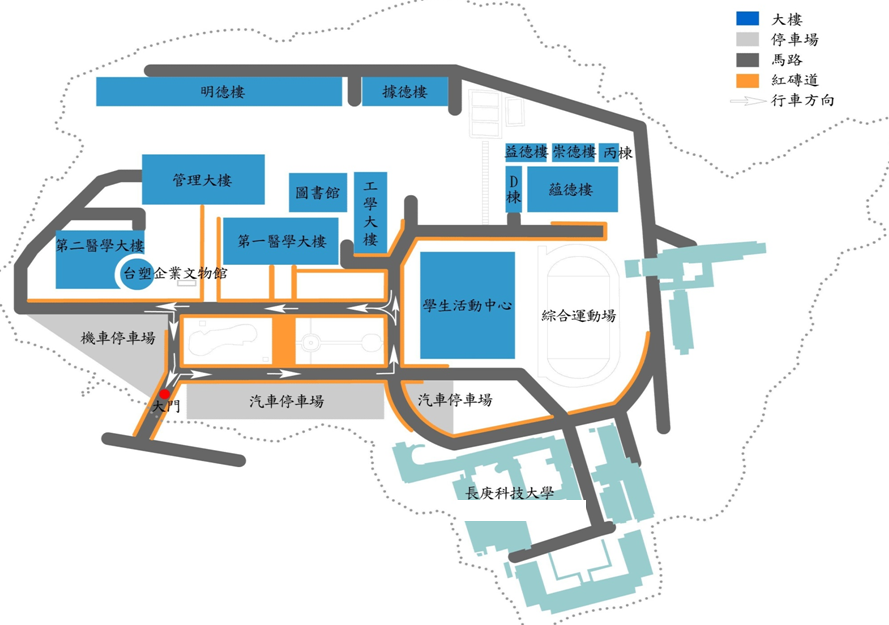 大樓
停車場
馬路
紅磚道
行車方向
明德樓
據德樓
益德樓
崇德樓
丙棟
管理大樓
圖書館
工學大樓
D棟
蘊德樓
第二醫學大樓
第一醫學大樓
台塑企業文物館
學生活動中心
綜合運動場
機車停車場
大門
汽車停車場
汽車停車場
長庚科技大學